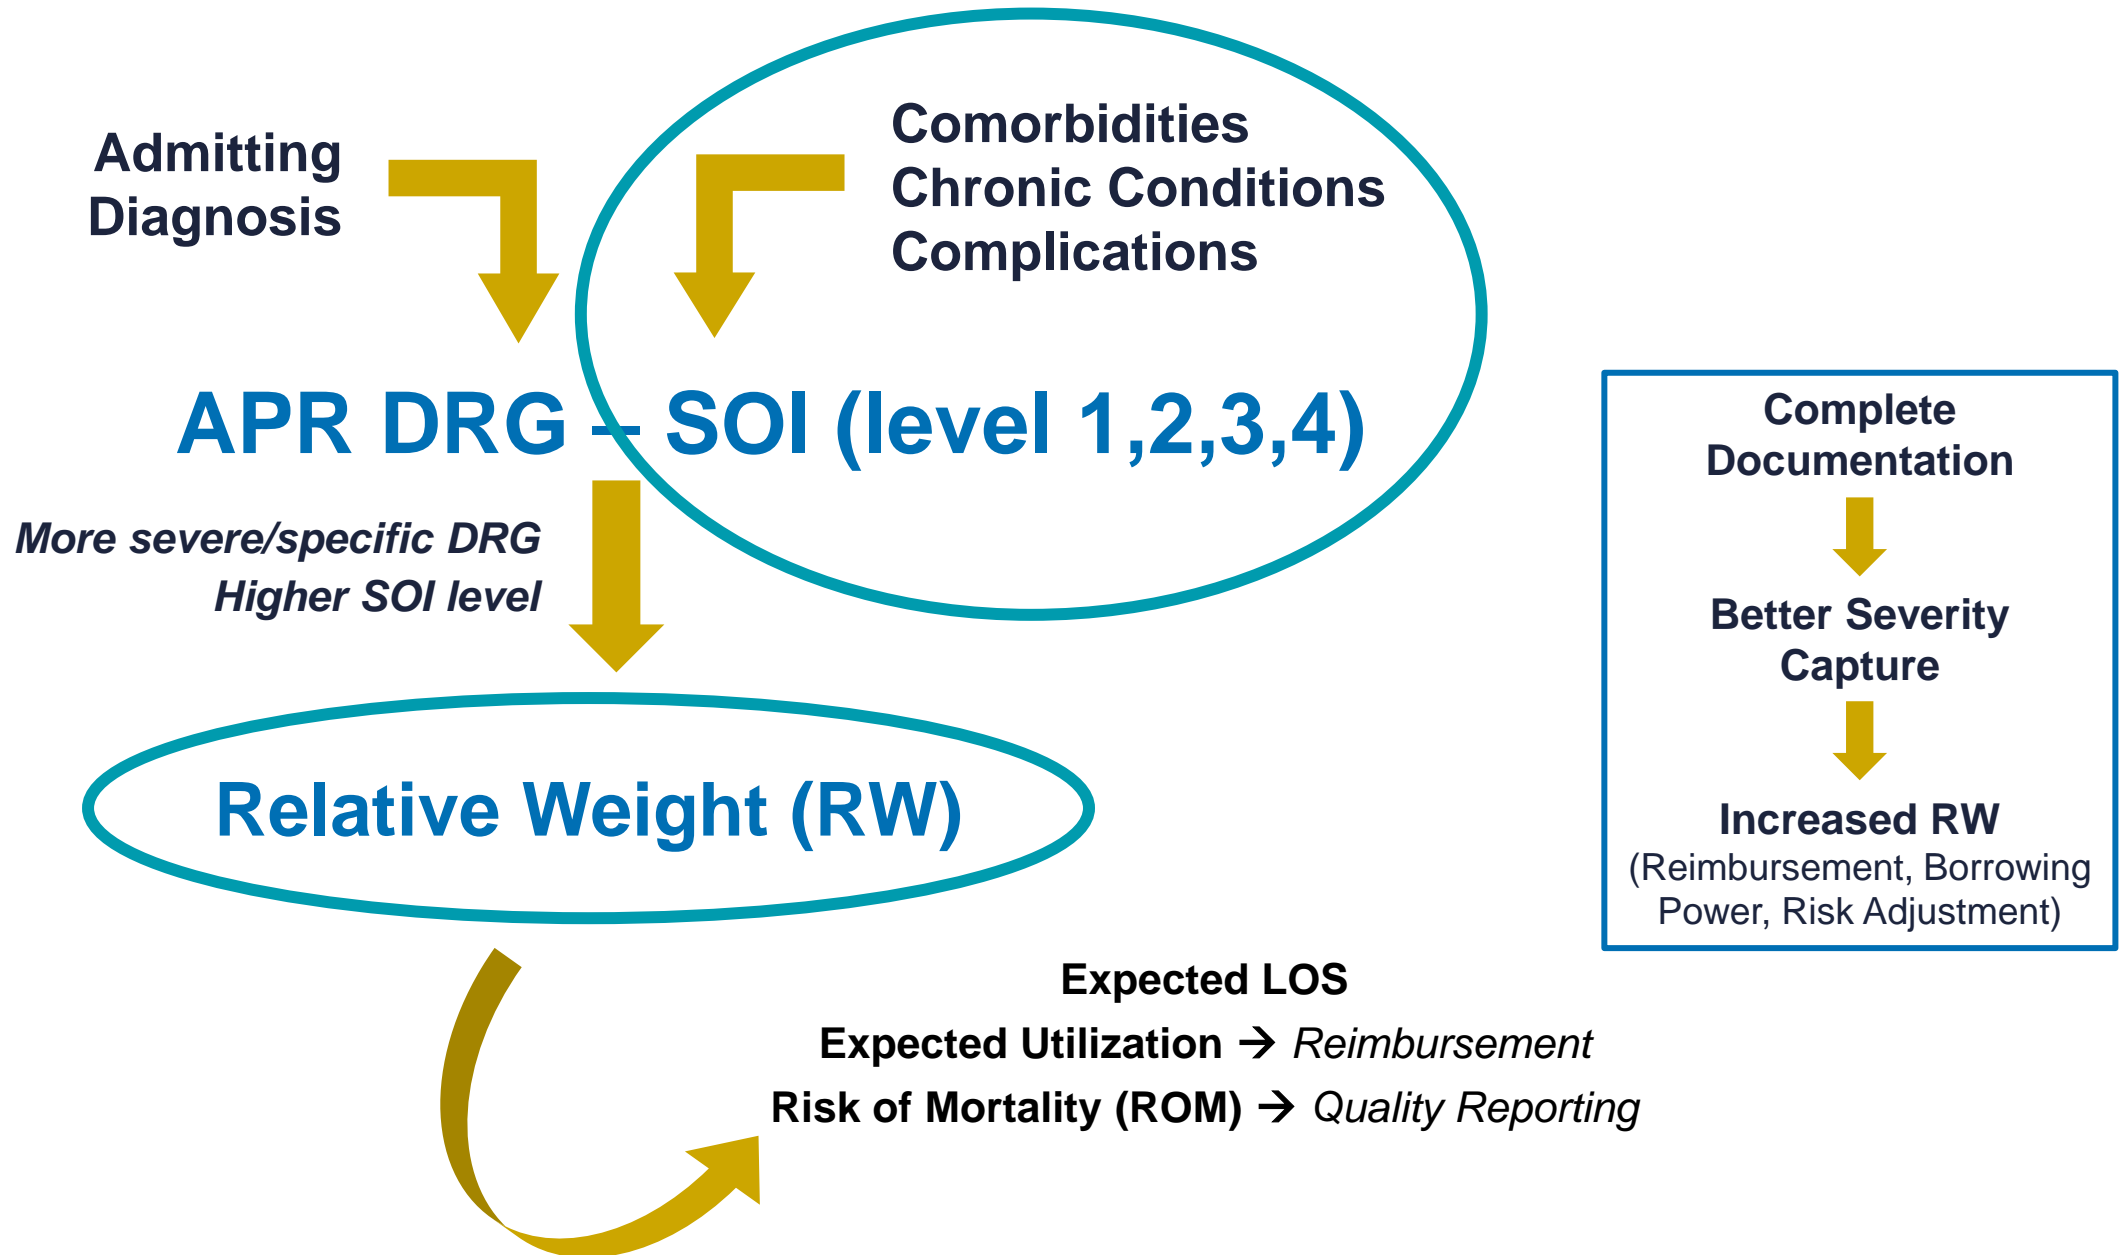 Admitting
Diagnosis
Comorbidities
Chronic Conditions
Complications
APR DRG – SOI (level 1,2,3,4)
More severe/specific DRG
Higher SOI level
Relative Weight (RW)
Expected LOS
Expected Utilization → Reimbursement
Risk of Mortality (ROM) → Quality Reporting
Complete
Documentation
Better Severity
Capture
Increased RW
(Reimbursement, Borrowing
Power, Risk Adjustment)